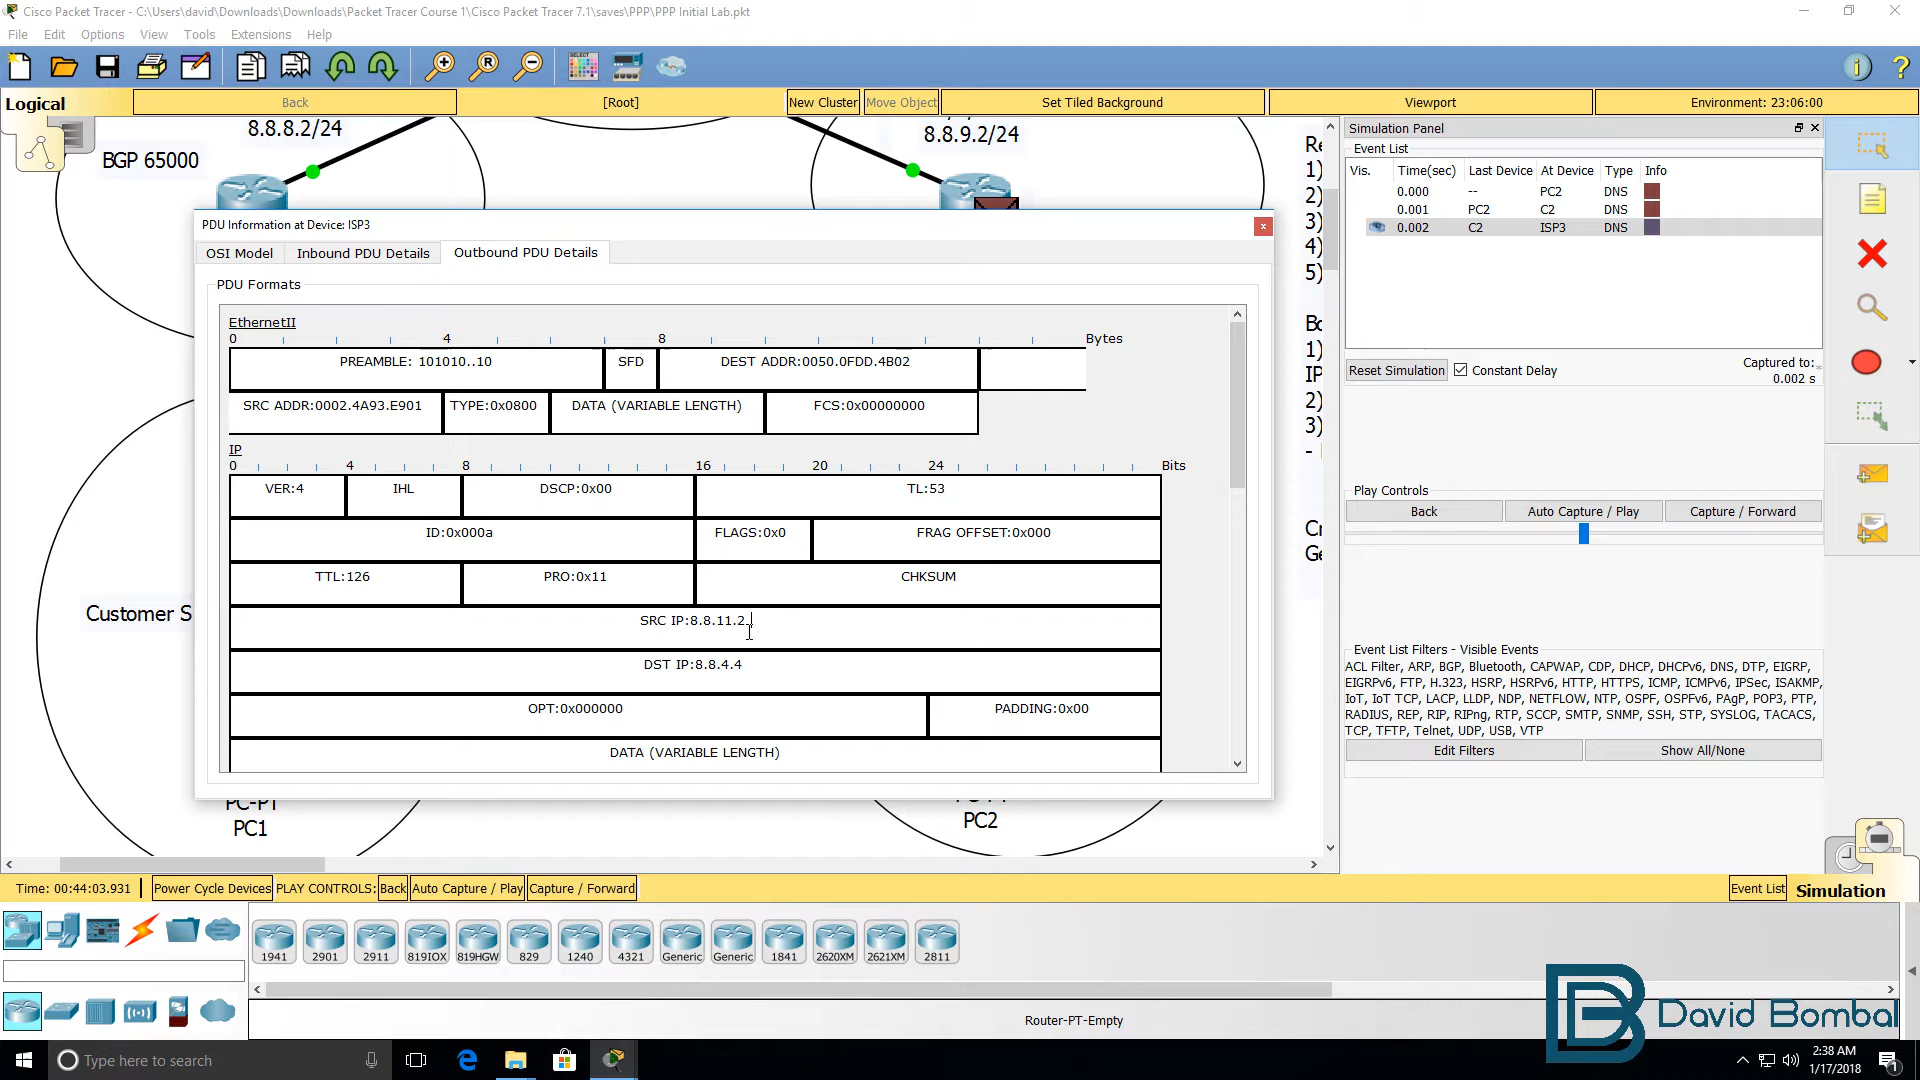 Cisco Packet Tracer - C:\Users\david\Downloads\Downloads\Packet Tracer Course 1\Cisco Packet Tracer 7.1\saves\PPP\PPP Initial Lab.pkt
File Edit Options View Tools Extensions Help
Logical Back [Root] New Cluster Move Object Set Tiled Background Viewport Environment: 23:06:00
8.8.8.2/24
BGP 65000
8.8.9.2/24
Re
1)
2)
3)
4)
5)
1)
IP
2)
3)
-
Customer S
PC-PT
PC1
PC2
PDU Information at Device: ISP3
OSI Model Inbound PDU Details Outbound PDU Details
PDU Formats
EthernetII
0 4 8 Bytes
PREAMBLE: 101010..10 SFD DEST ADDR:0050.0FDD.4B02
SRC ADDR:0002.4A93.E901 TYPE:0x0800 DATA (VARIABLE LENGTH) FCS:0x00000000
IP
0 4 8 16 20 24 Bits
VER:4 IHL DSCP:0x00 TL:53
ID:0x000a FLAGS:0x0 FRAG OFFSET:0x000
TTL:126 PRO:0x11 CHKSUM
SRC IP:8.8.11.2
DST IP:8.8.4.4
OPT:0x000000 PADDING:0x00
DATA (VARIABLE LENGTH)
Simulation Panel
Event List
Vis. Time(sec) Last Device At Device Type Info
0.000 -- PC2 DNS
0.001 PC2 C2 DNS
0.002 C2 ISP3 DNS
Reset Simulation Constant Delay Captured to:
0.002 s
Play Controls
Back Auto Capture / Play Capture / Forward
Event List Filters - Visible Events
ACL Filter, ARP, BGP, Bluetooth, CAPWAP, CDP, DHCP, DHCPv6, DNS, DTP, EIGRP,
EIGRPv6, FTP, H.323, HSRP, HSRPv6, HTTP, HTTPS, ICMP, ICMPv6, IPSec, ISAKMP,
IoT, IoT TCP, LACP, LLDP, NDP, NETFLOW, NTP, OSPF, OSPFv6, PAgP, POP3, PTP,
RADIUS, REP, RIP, RIPng, RTP, SCCP, SMTP, SNMP, SSH, STP, SYSLOG, TACACS,
TCP, TFTP, Telnet, UDP, USB, VTP
Edit Filters Show All/None
Time: 00:44:03.931 Power Cycle Devices PLAY CONTROLS: Back Auto Capture / Play Capture / Forward Event List Simulation
1941 2901 2911 819IOX 819HGW 829 1240 4321 Generic Generic 1841 2620XM 2621XM 2811
Router-PT-Empty
David Bombal
Type here to search
2:38 AM
1/17/2018
1